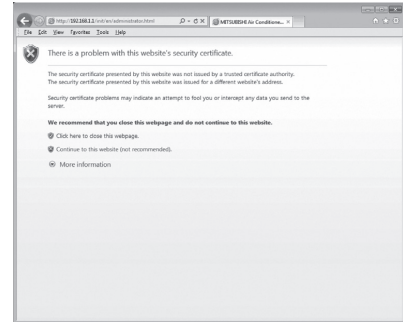 http://192.168.1.1/init/en/administrator.html
MITSUBISHI Air Conditione...
File Edit View Favorites Tools Help
There is a problem with this website's security certificate.
The security certificate presented by this website was not issued by a trusted certificate authority.
The security certificate presented by this website was issued for a different website's address.
Security certificate problems may indicate an attempt to fool you or intercept any data you send to the
server.
We recommend that you close this webpage and do not continue to this website.
Click here to close this webpage.
Continue to this website (not recommended).
More information